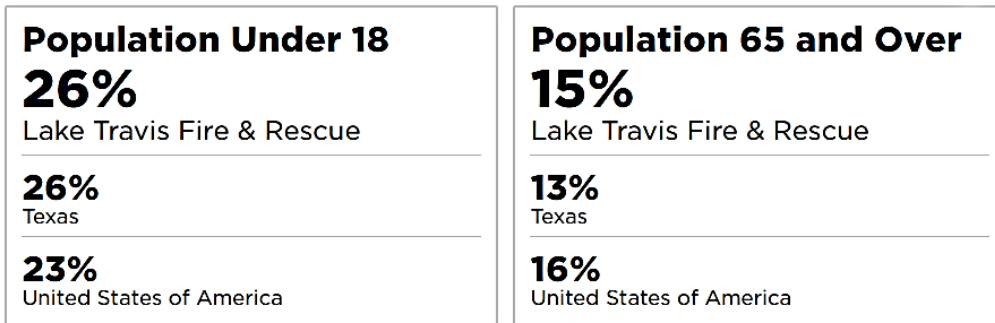 Population Under 18
26%
Lake Travis Fire & Rescue
26%
Texas
23%
United States of America
Population 65 and Over
15%
Lake Travis Fire & Rescue
13%
Texas
16%
United States of America